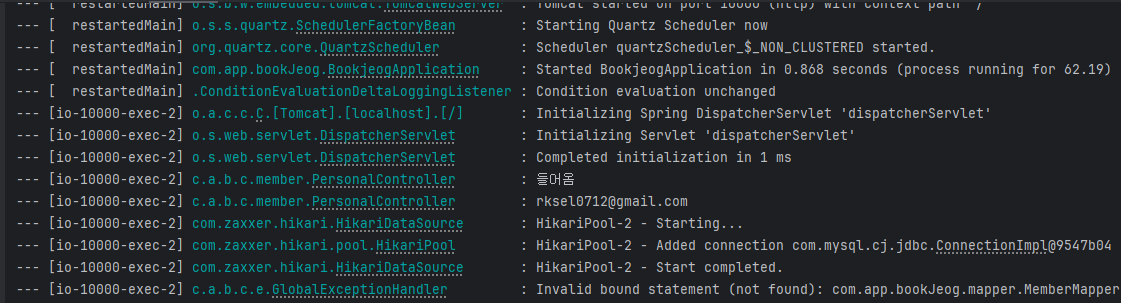 --- [  restartedMain] o.s.b.w.embedded.tomcat.TomcatWebServer : Tomcat started on port 10000 (http) with context path '/'
--- [  restartedMain] o.s.s.quartz.SchedulerFactoryBean : Starting Quartz Scheduler now
--- [  restartedMain] org.quartz.core.QuartzScheduler : Scheduler quartzScheduler_$_NON_CLUSTERED started.
--- [  restartedMain] com.app.bookJeog.BookjeogApplication : Started BookjeogApplication in 0.868 seconds (process running for 62.19)
--- [  restartedMain] .ConditionEvaluationDeltaLoggingListener : Condition evaluation unchanged
--- [io-10000-exec-2] o.a.c.c.C.[Tomcat].[localhost].[/] : Initializing Spring DispatcherServlet 'dispatcherServlet'
--- [io-10000-exec-2] o.s.web.servlet.DispatcherServlet : Initializing Servlet 'dispatcherServlet'
--- [io-10000-exec-2] o.s.web.servlet.DispatcherServlet : Completed initialization in 1 ms
--- [io-10000-exec-2] c.a.b.c.member.PersonalController : 들어옴
--- [io-10000-exec-2] c.a.b.c.member.PersonalController : rksel0712@gmail.com
--- [io-10000-exec-2] com.zaxxer.hikari.HikariDataSource : HikariPool-2 - Starting...
--- [io-10000-exec-2] com.zaxxer.hikari.pool.HikariPool : HikariPool-2 - Added connection com.mysql.cj.jdbc.ConnectionImpl@9547b04
--- [io-10000-exec-2] com.zaxxer.hikari.HikariDataSource : HikariPool-2 - Start completed.
--- [io-10000-exec-2] c.a.b.c.e.GlobalExceptionHandler : Invalid bound statement (not found): com.app.bookJeog.mapper.MemberMapper